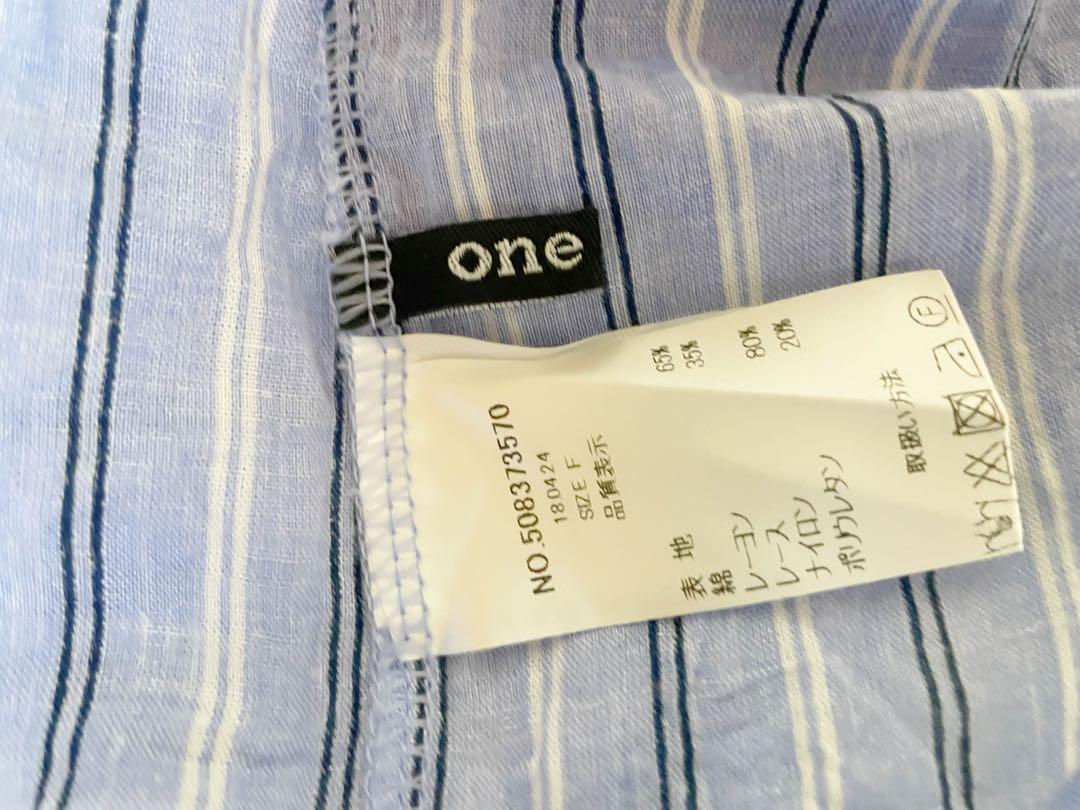 one
NO.508373570
180424
SIZE F
品質表示
表 地
綿 65%
レーヨン 35%
レース
ナイロン 80%
ポリウレタン 20%
取扱い方法
F